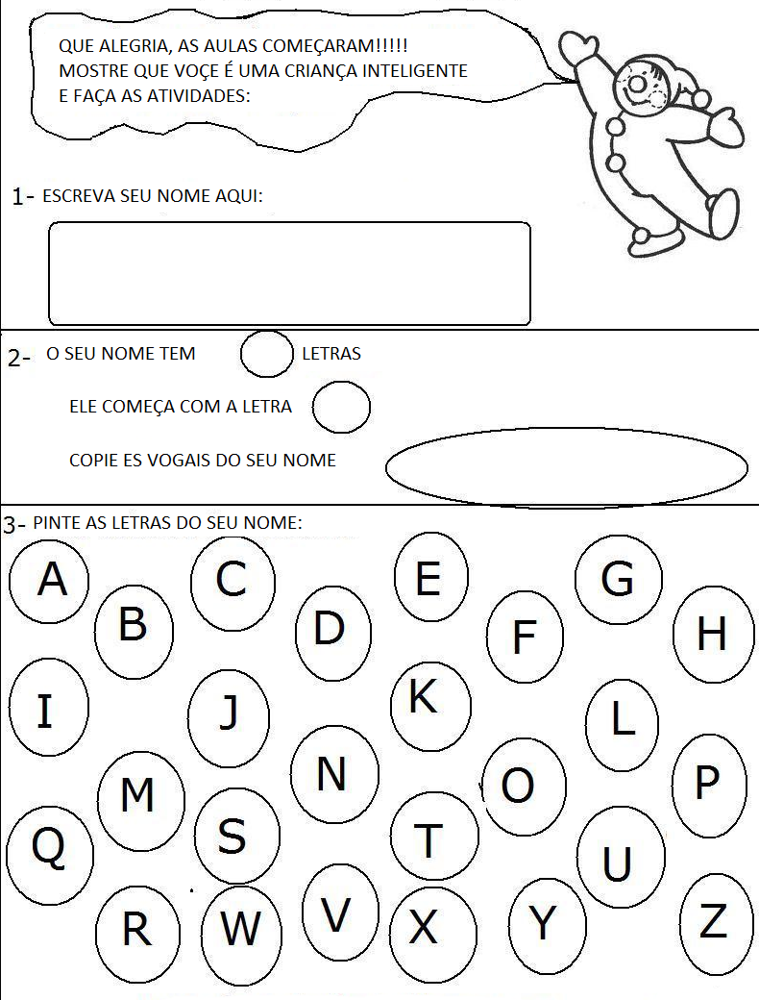 QUE ALEGRIA, AS AULAS COMEÇARAM!!!!!
MOSTRE QUE VOÇE É UMA CRIANÇA INTELIGENTE
E FAÇA AS ATIVIDADES:
1- ESCREVA SEU NOME AQUI:
2- O SEU NOME TEM LETRAS
ELE COMEÇA COM A LETRA
COPIE ES VOGAIS DO SEU NOME
3- PINTE AS LETRAS DO SEU NOME:
A C E G
B D F H
I J K L
M N O P
Q S T U
R W V X Y Z